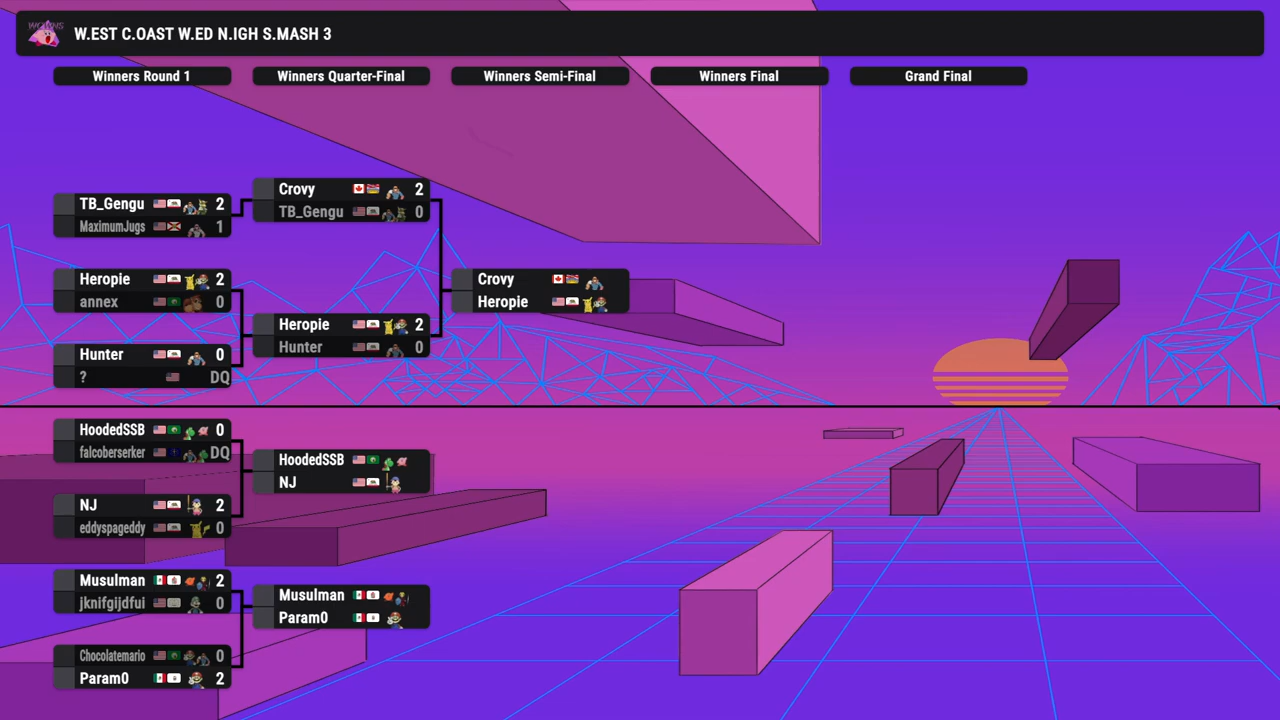 W.EST C.OAST W.ED N.IGH S.MASH 3
Winners Round 1
Winners Quarter-Final
Winners Semi-Final
Winners Final
Grand Final
TB_Gengu 2
MaximumJugs 1
Heropie 2
annex 0
Hunter 0
? DQ
HoodedSSB 0
falcoberserker DQ
NJ 2
eddyspageddy 0
Musulman 2
jknifgijdfui 0
Chocolatemario 0
Param0 2
Crovy 2
TB_Gengu 0
Heropie 2
Hunter 0
HoodedSSB
NJ
Musulman
Param0
Crovy
Heropie